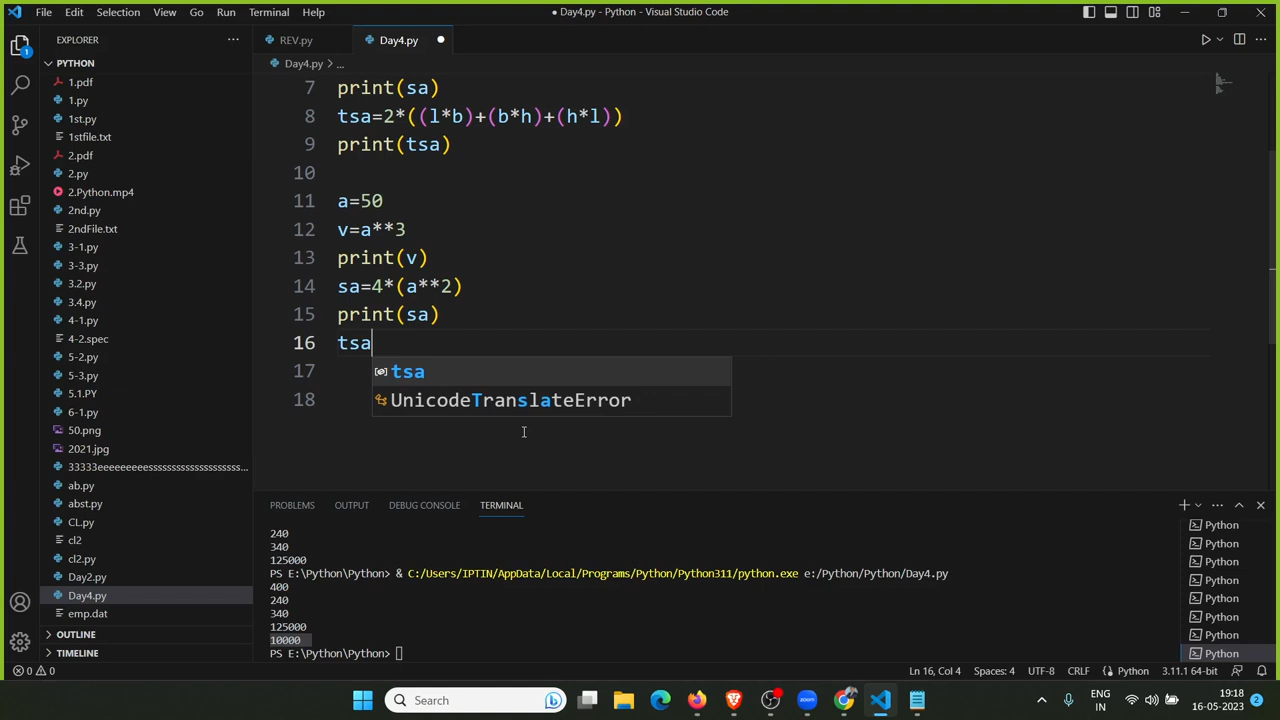 File Edit Selection View Go Run Terminal Help
● Day4.py - Python - Visual Studio Code
EXPLORER
REV.py
Day4.py
PYTHON
Day4.py > ...
1.pdf
1.py
1st.py
1stfile.txt
2.pdf
2.py
2.Python.mp4
2nd.py
2ndFile.txt
3-1.py
3-3.py
3.2.py
3.4.py
4-1.py
4-2.spec
5-2.py
5-3.py
5.1.PY
6-1.py
50.png
2021.jpg
ab.py
abst.py
CL.py
cl2
cl2.py
Day2.py
Day4.py
emp.dat
OUTLINE
TIMELINE
7 print(sa)
8 tsa=2*((l*b)+(b*h)+(h*l))
9 print(tsa)
10
11 a=50
12 v=a**3
13 print(v)
14 sa=4*(a**2)
15 print(sa)
16 tsa
17
18
tsa
UnicodeTranslateError
PROBLEMS OUTPUT DEBUG CONSOLE TERMINAL
240
340
125000
PS E:\Python\Python> & C:/Users/IPTIN/AppData/Local/Programs/Python/Python311/python.exe e:/Python/Python/Day4.py
400
240
340
125000
10000
PS E:\Python\Python>
Python
Python
Python
Python
Python
Python
Python
Python
0 0 Ln 16, Col 4 Spaces: 4 UTF-8 CRLF Python 3.11.1 64-bit
Search
zoom
ENG
IN
19:18
16-05-2023
2
1